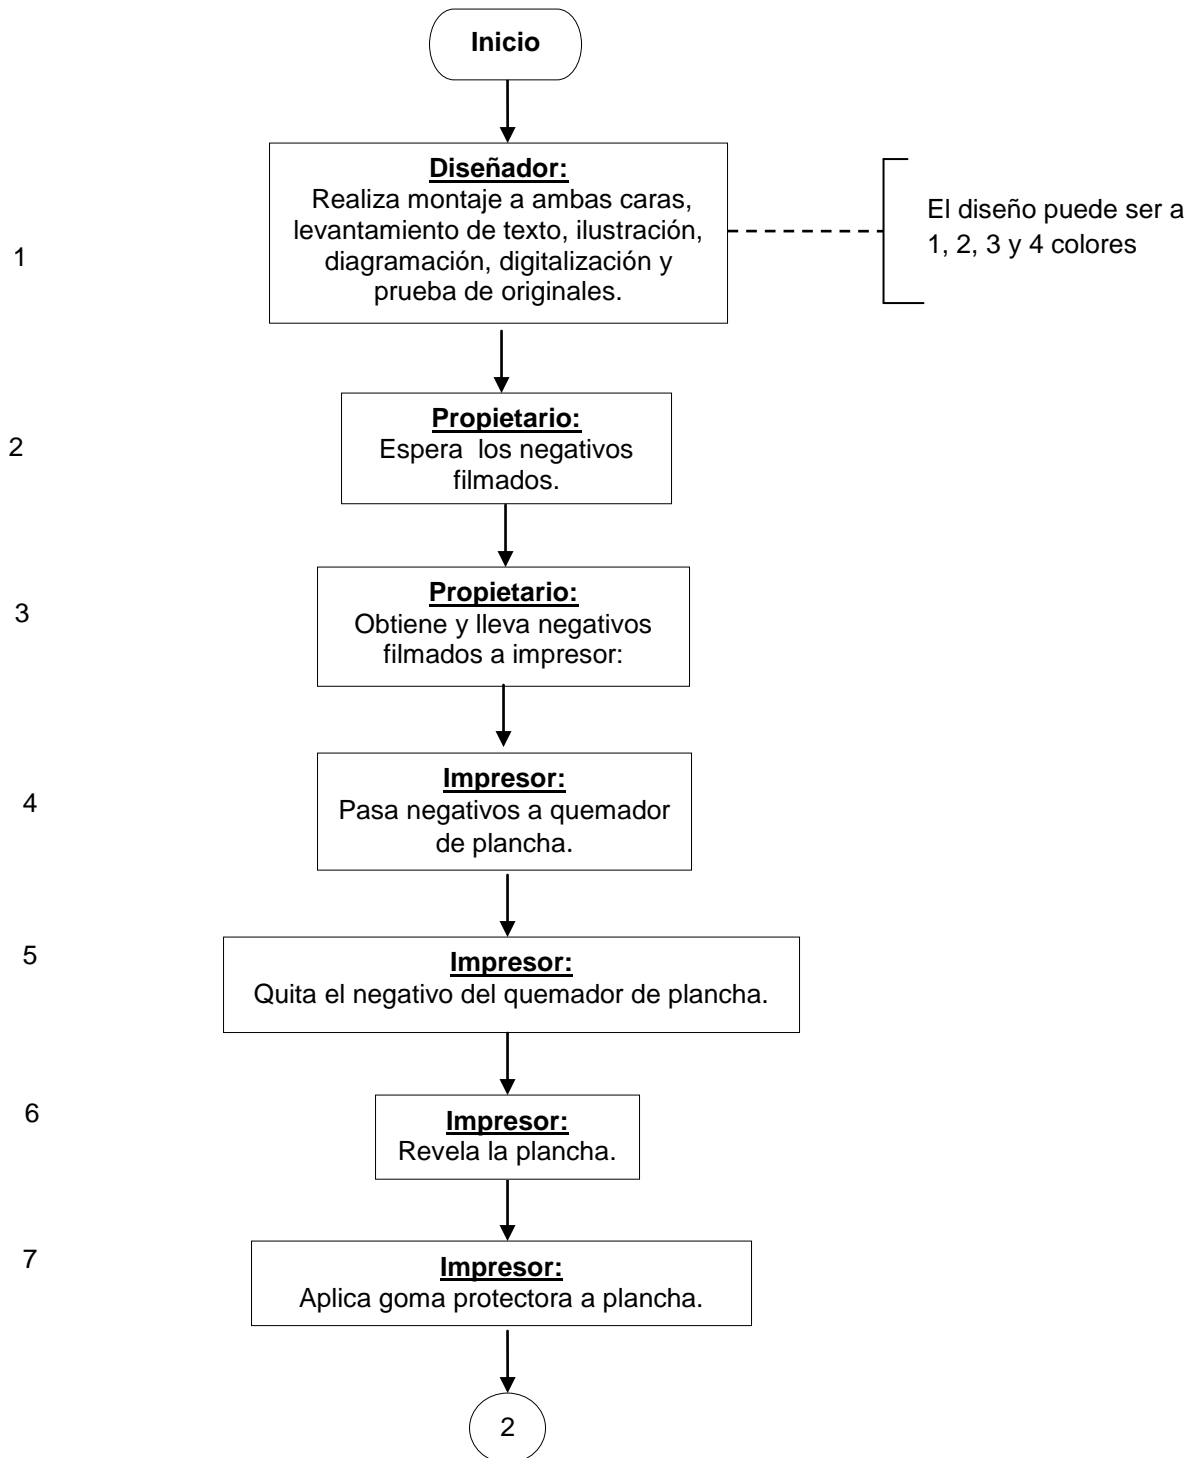 Inicio
Diseñador:
Realiza montaje a ambas caras,
levantamiento de texto, ilustración,
diagramación, digitalización y
prueba de originales.
El diseño puede ser a
1, 2, 3 y 4 colores
1
Propietario:
Espera  los negativos
filmados.
2
Propietario:
Obtiene y lleva negativos
filmados a impresor:
3
Impresor:
Pasa negativos a quemador
de plancha.
4
Impresor:
Quita el negativo del quemador de plancha.
5
Impresor:
Revela la plancha.
6
Impresor:
Aplica goma protectora a plancha.
7
2